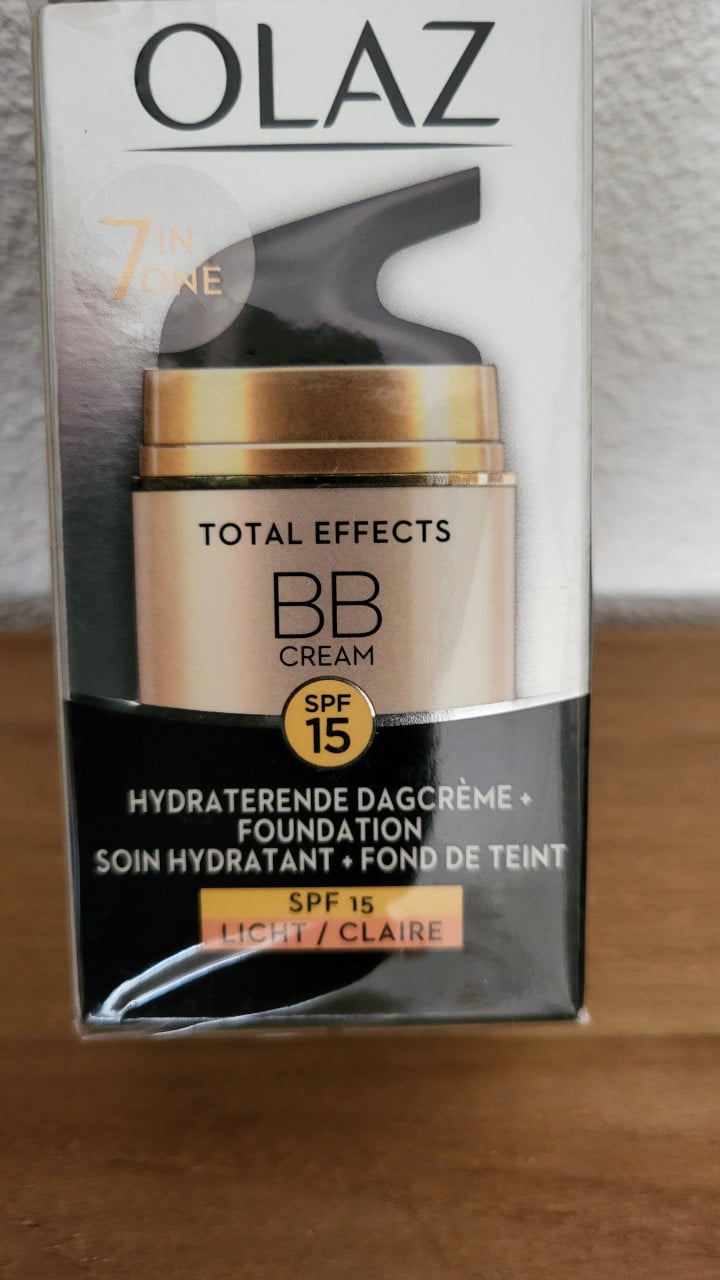 OLAZ
7 IN
ONE
TOTAL EFFECTS
BB
CREAM
SPF
15
HYDRATERENDE DAGCRÈME +
FOUNDATION
SOIN HYDRATANT + FOND DE TEINT
SPF 15
LICHT / CLAIRE